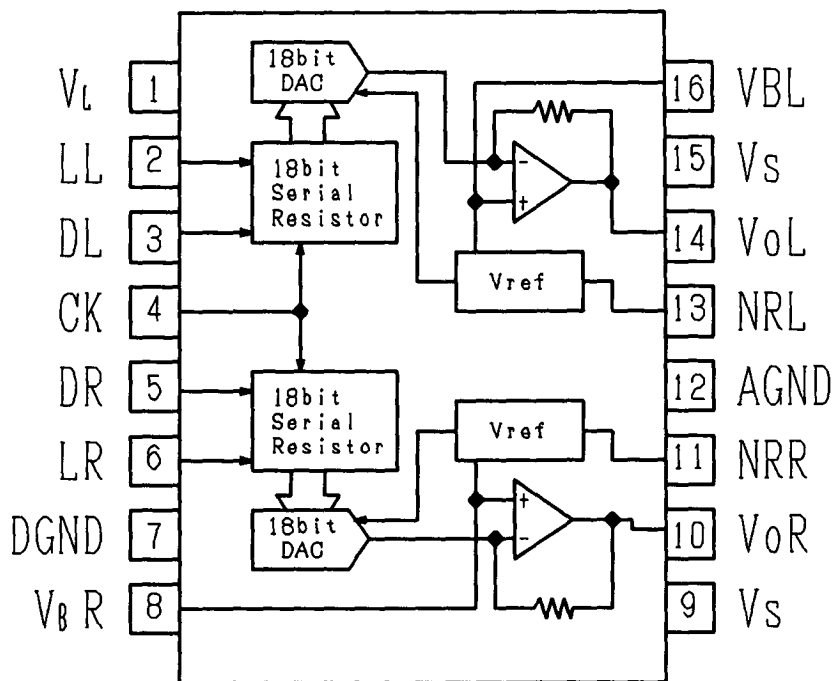 VL 1
LL 2
DL 3
CK 4
DR 5
LR 6
DGND 7
VB R 8
18bit
DAC
18bit
Serial
Resistor
18bit
Serial
Resistor
18bit
DAC
-
+
Vref
Vref
+
-
16 VBL
15 Vs
14 VoL
13 NRL
12 AGND
11 NRR
10 VoR
9 Vs